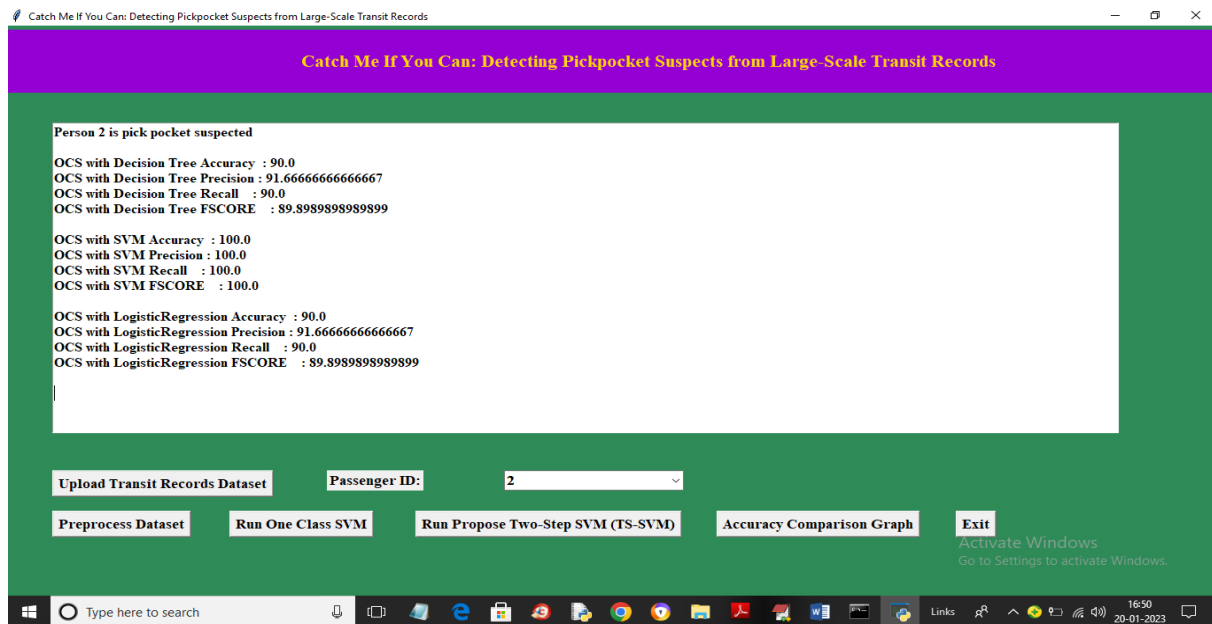 Catch Me If You Can: Detecting Pickpocket Suspects from Large-Scale Transit Records
Catch Me If You Can: Detecting Pickpocket Suspects from Large-Scale Transit Records
Person 2 is pick pocket suspected
OCS with Decision Tree Accuracy : 90.0
OCS with Decision Tree Precision : 91.66666666666667
OCS with Decision Tree Recall : 90.0
OCS with Decision Tree FSCORE : 89.8989898989899
OCS with SVM Accuracy : 100.0
OCS with SVM Precision : 100.0
OCS with SVM Recall : 100.0
OCS with SVM FSCORE : 100.0
OCS with LogisticRegression Accuracy : 90.0
OCS with LogisticRegression Precision : 91.66666666666667
OCS with LogisticRegression Recall : 90.0
OCS with LogisticRegression FSCORE : 89.8989898989899
Upload Transit Records Dataset Passenger ID: 2
Preprocess Dataset Run One Class SVM Run Propose Two-Step SVM (TS-SVM) Accuracy Comparison Graph Exit
Activate Windows
Go to Settings to activate Windows.
Type here to search Links 16:50
20-01-2023